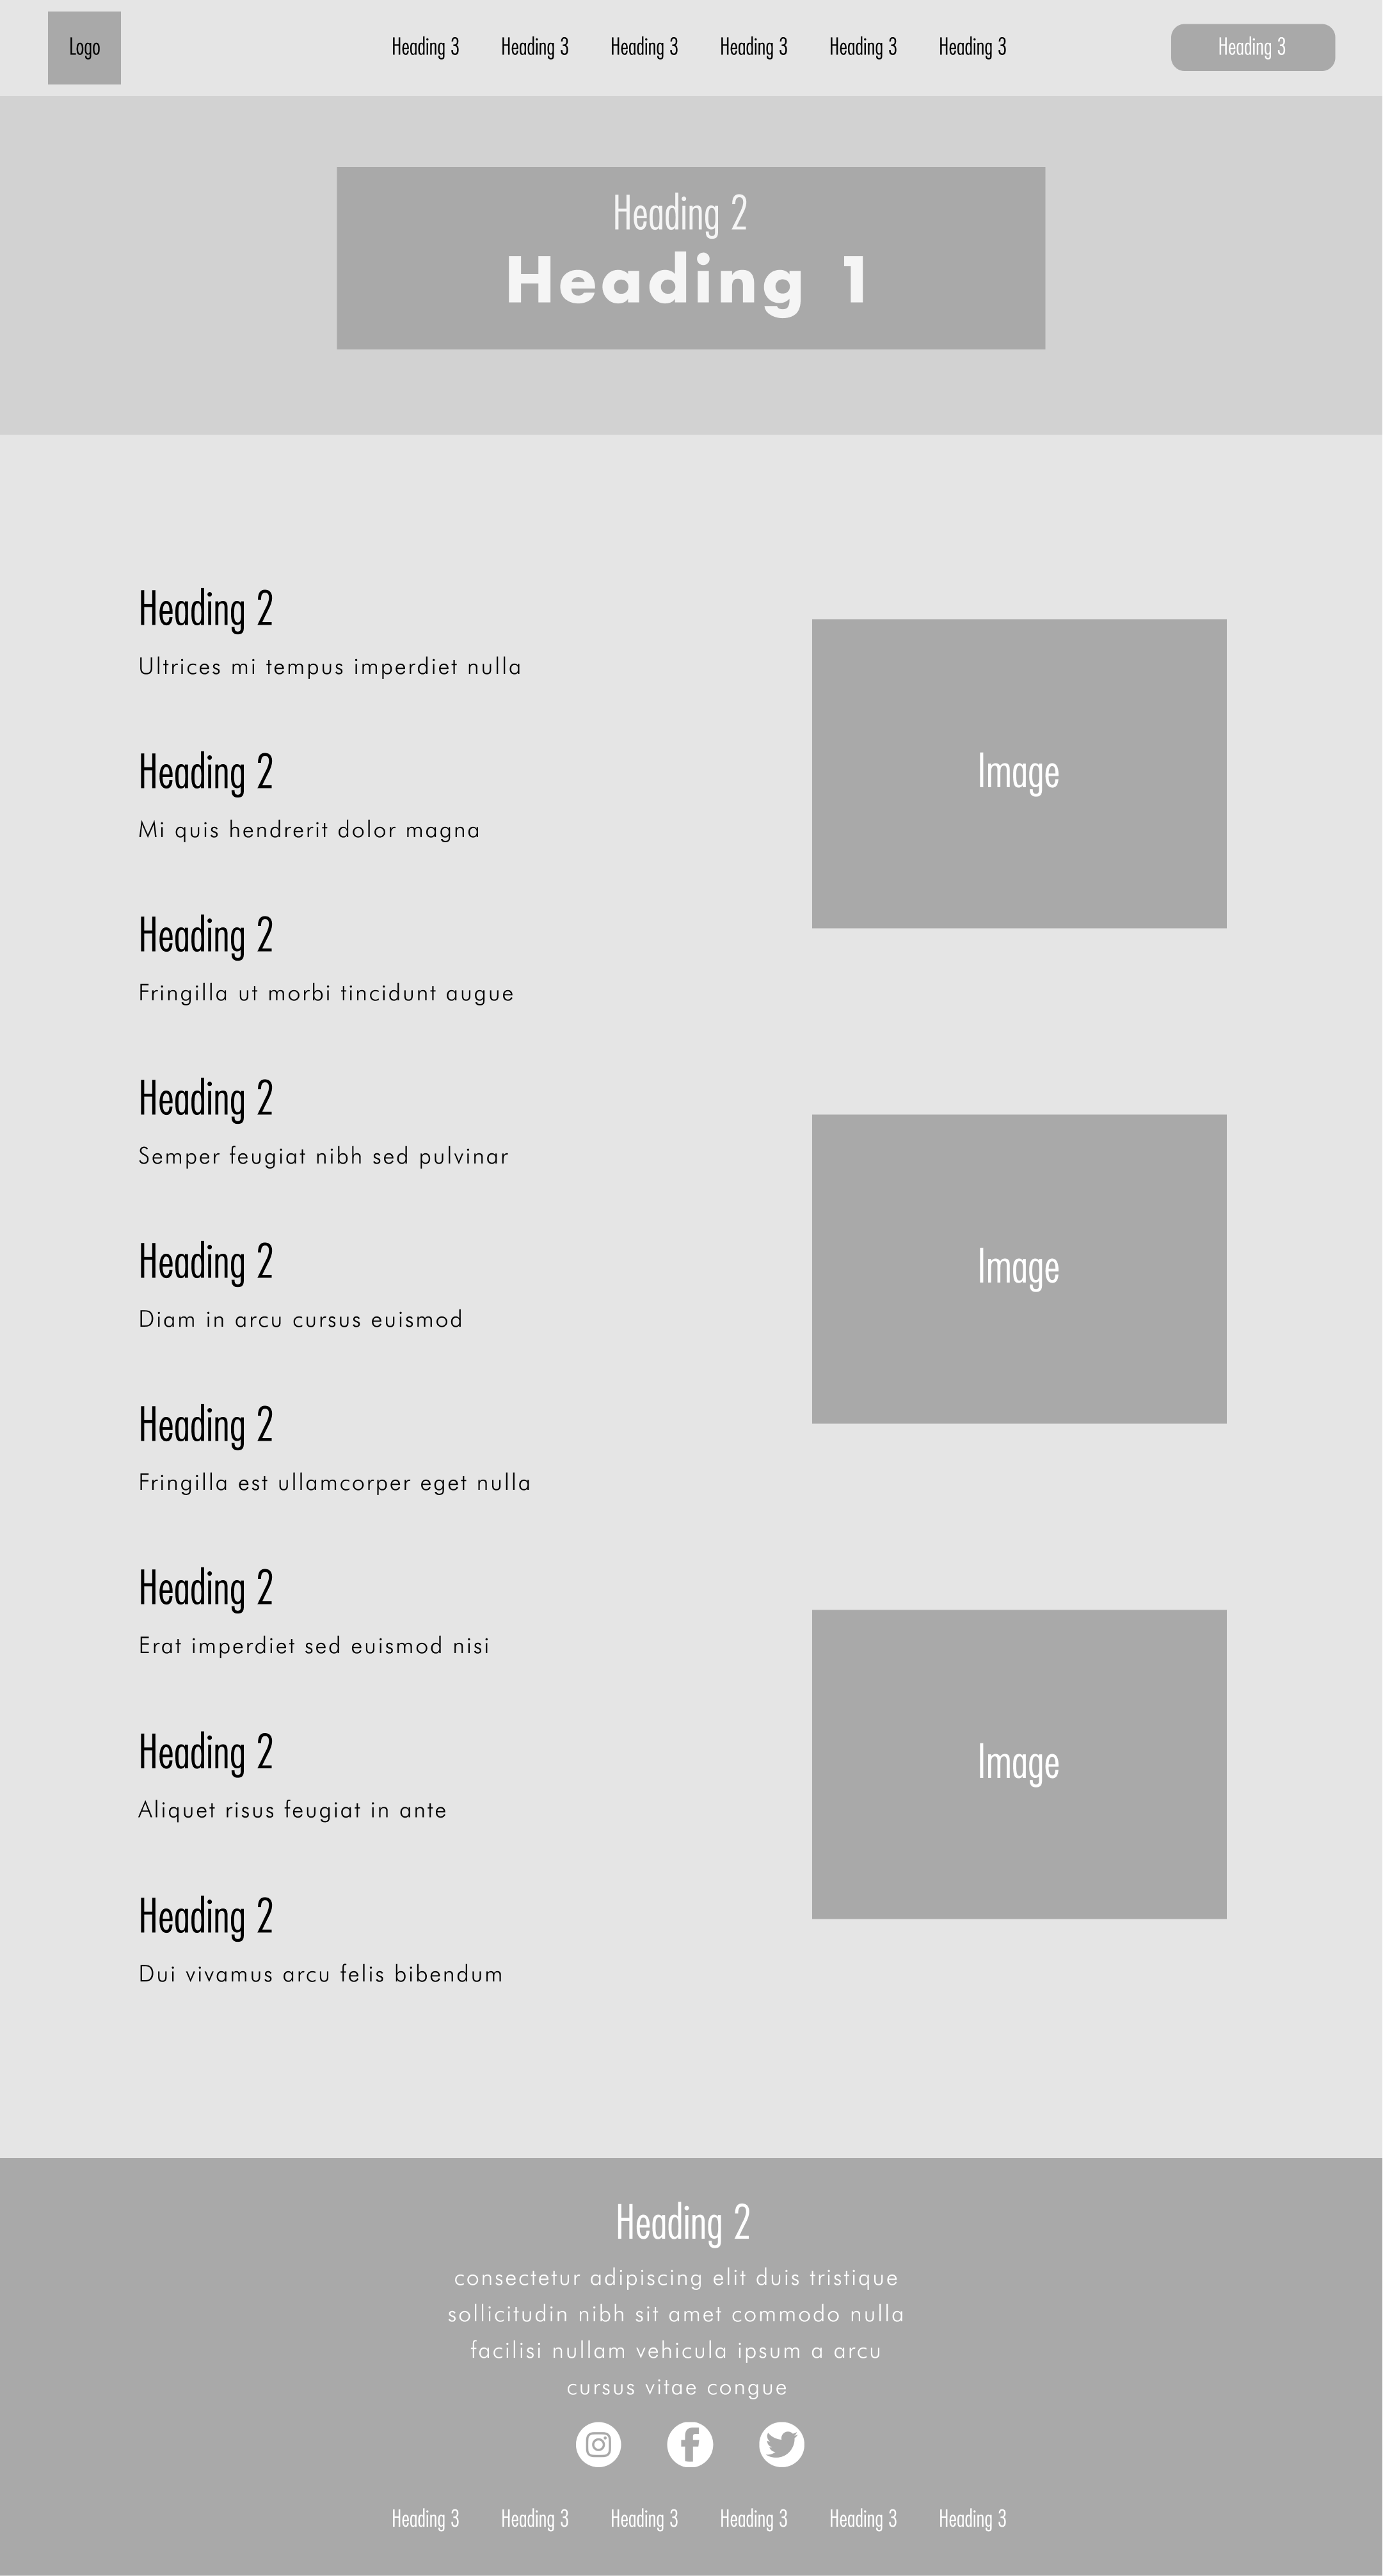 Logo
Heading 3
Heading 3
Heading 3
Heading 3
Heading 3
Heading 3
Heading 3
Heading 2
Heading 1
Heading 2
Ultrices mi tempus imperdiet nulla
Heading 2
Mi quis hendrerit dolor magna
Heading 2
Fringilla ut morbi tincidunt augue
Heading 2
Semper feugiat nibh sed pulvinar
Heading 2
Diam in arcu cursus euismod
Heading 2
Fringilla est ullamcorper eget nulla
Heading 2
Erat imperdiet sed euismod nisi
Heading 2
Aliquet risus feugiat in ante
Heading 2
Dui vivamus arcu felis bibendum
Image
Image
Image
Heading 2
consectetur adipiscing elit duis tristique
sollicitudin nibh sit amet commodo nulla
facilisi nullam vehicula ipsum a arcu
cursus vitae congue
Heading 3
Heading 3
Heading 3
Heading 3
Heading 3
Heading 3